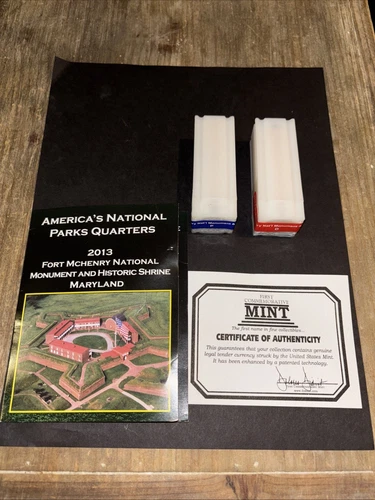 AMERICA'S NATIONAL
PARKS QUARTERS
2013
FORT MCHENRY NATIONAL
MONUMENT AND HISTORIC SHRINE
MARYLAND
FIRST
COMMEMORATIVE
MINT
The first name in fine collectibles
CERTIFICATE OF AUTHENTICITY
This guarantees that your collection contains genuine
legal tender currency struck by the United States Mint.
It has been enhanced by a patented technology.